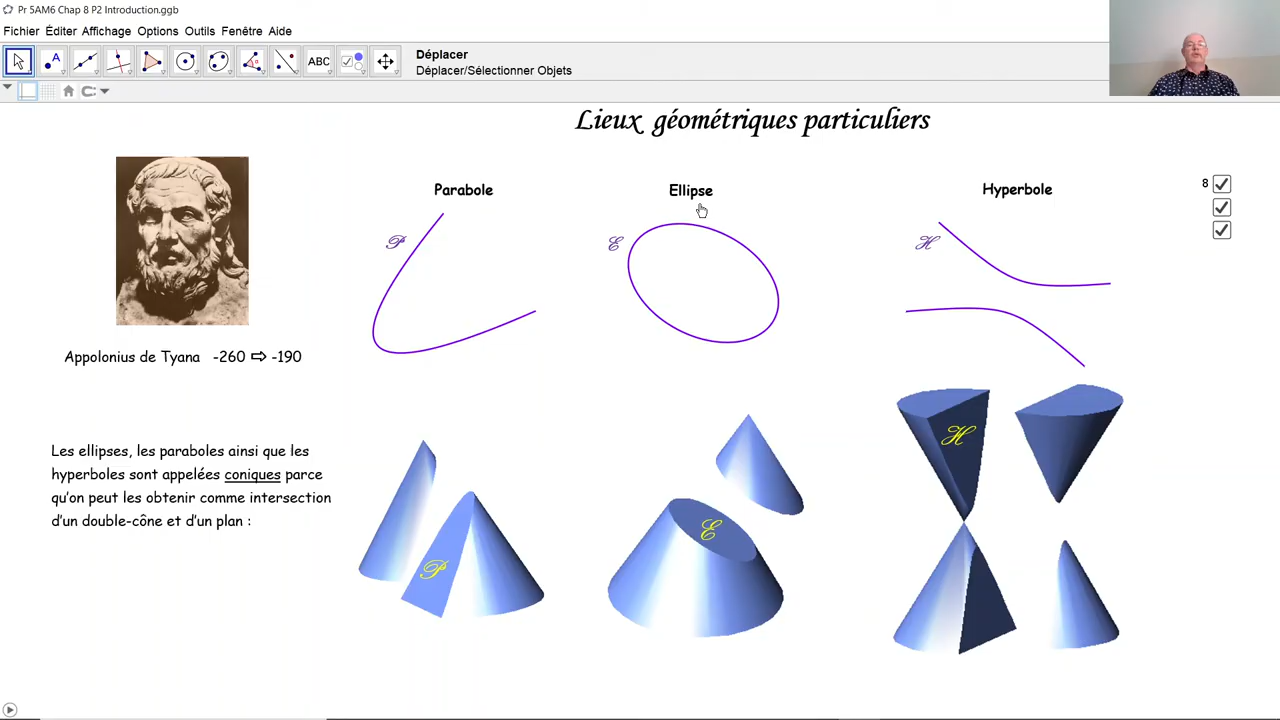 Pr 5AM6 Chap 8 P2 Introduction.ggb
Fichier Éditer Affichage Options Outils Fenêtre Aide
A
ABC
Déplacer
Déplacer/Sélectionner Objets
Lieux géométriques particuliers
Parabole
Ellipse
Hyperbole
8
P
E
H
Appolonius de Tyana -260 ⇨ -190
Les ellipses, les paraboles ainsi que les
hyperboles sont appelées coniques parce
qu'on peut les obtenir comme intersection
d'un double-cône et d'un plan :
P
E
H